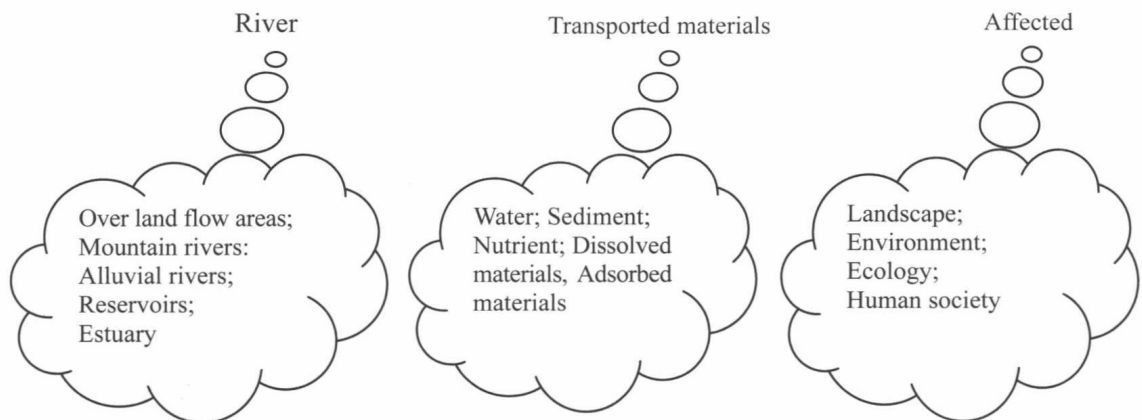 River
Over land flow areas;
Mountain rivers:
Alluvial rivers;
Reservoirs;
Estuary
Transported materials
Water; Sediment;
Nutrient; Dissolved
materials, Adsorbed
materials
Affected
Landscape;
Environment;
Ecology;
Human society